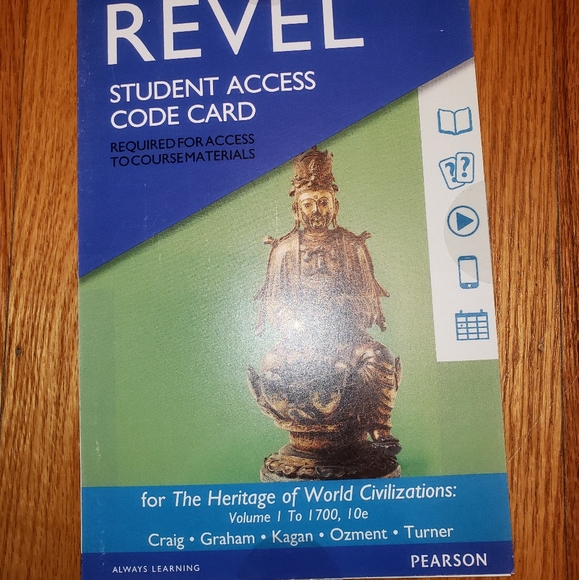 REVEL
STUDENT ACCESS
CODE CARD
REQUIRED FOR ACCESS
TO COURSE MATERIALS
? ?
for The Heritage of World Civilizations:
Volume 1 To 1700, 10e
Craig • Graham • Kagan • Ozment • Turner
ALWAYS LEARNING
PEARSON